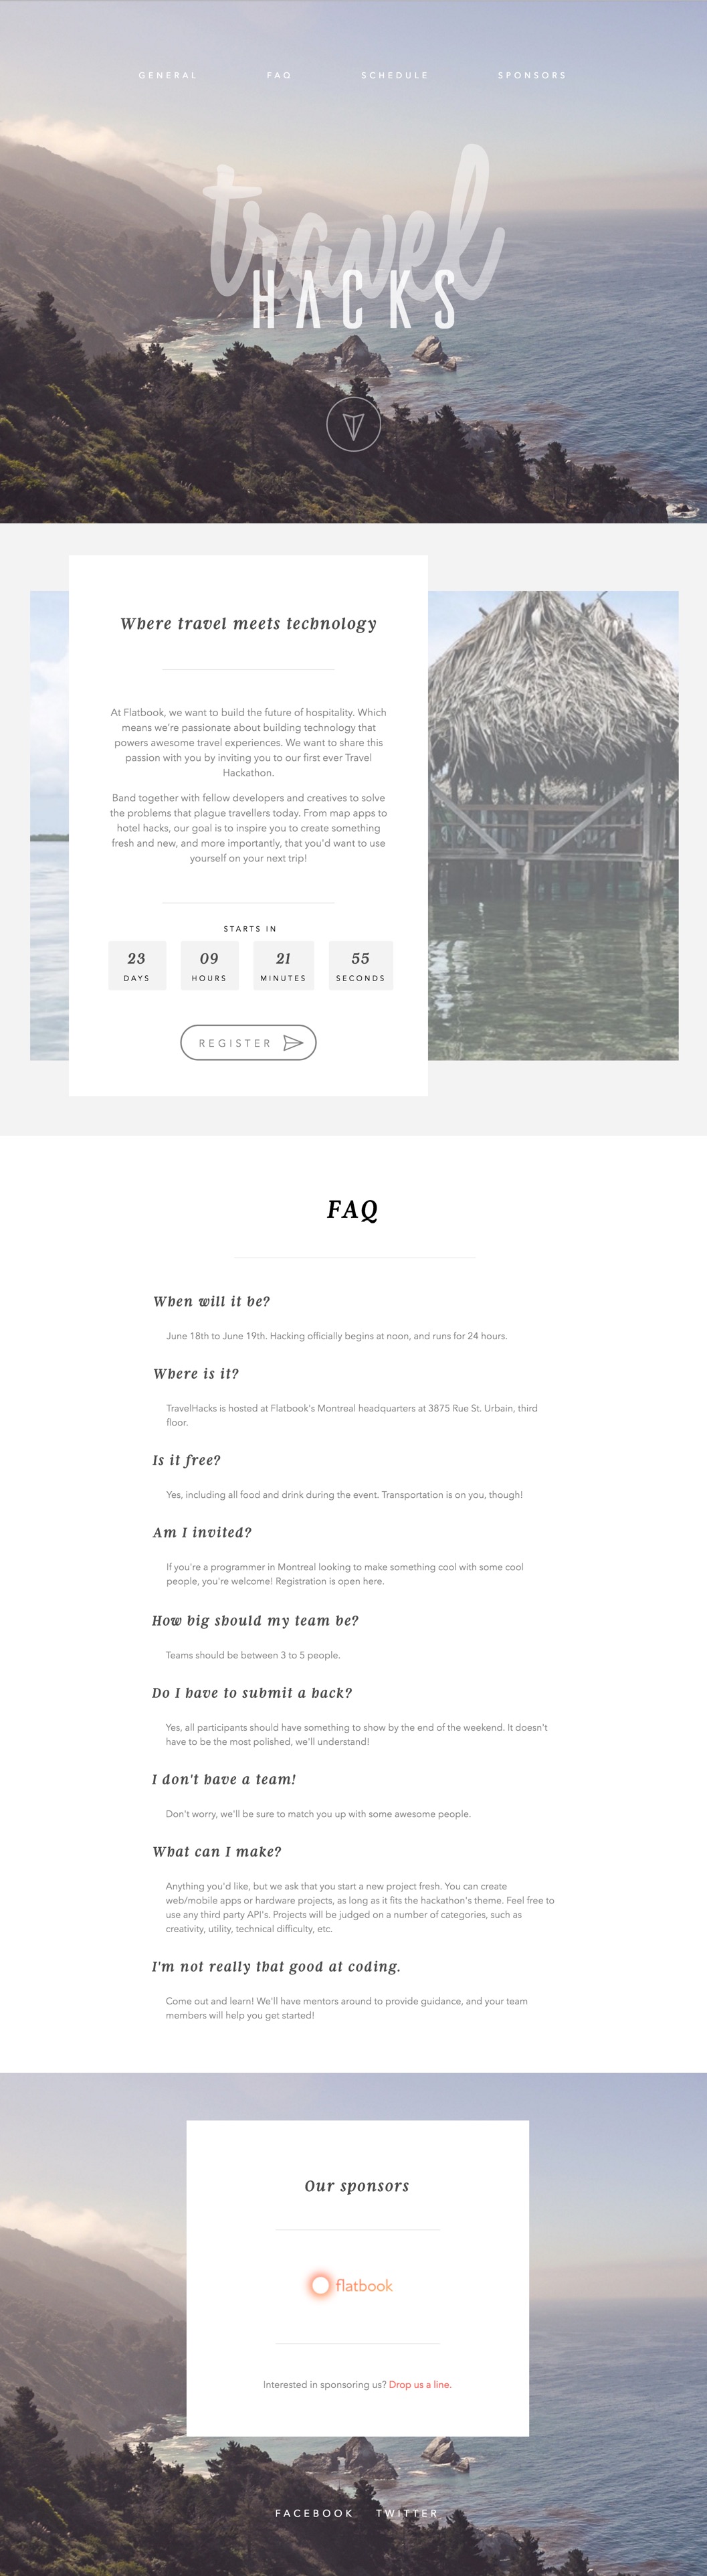 GENERAL FAQ SCHEDULE SPONSORS
travel
HACKS
Where travel meets technology
At Flatbook, we want to build the future of hospitality. Which
means we're passionate about building technology that
powers awesome travel experiences. We want to share this
passion with you by inviting you to our first ever Travel
Hackathon.
Band together with fellow developers and creatives to solve
the problems that plague travellers today. From map apps to
hotel hacks, our goal is to inspire you to create something
fresh and new, and more importantly, that you'd want to use
yourself on your next trip!
STARTS IN
23 09 21 55
DAYS HOURS MINUTES SECONDS
REGISTER
FAQ
When will it be?
June 18th to June 19th. Hacking officially begins at noon, and runs for 24 hours.
Where is it?
TravelHacks is hosted at Flatbook's Montreal headquarters at 3875 Rue St. Urbain, third
floor.
Is it free?
Yes, including all food and drink during the event. Transportation is on you, though!
Am I invited?
If you're a programmer in Montreal looking to make something cool with some cool
people, you're welcome! Registration is open here.
How big should my team be?
Teams should be between 3 to 5 people.
Do I have to submit a hack?
Yes, all participants should have something to show by the end of the weekend. It doesn't
have to be the most polished, we'll understand!
I don't have a team!
Don't worry, we'll be sure to match you up with some awesome people.
What can I make?
Anything you'd like, but we ask that you start a new project fresh. You can create
web/mobile apps or hardware projects, as long as it fits the hackathon's theme. Feel free to
use any third party API's. Projects will be judged on a number of categories, such as
creativity, utility, technical difficulty, etc.
I'm not really that good at coding.
Come out and learn! We'll have mentors around to provide guidance, and your team
members will help you get started!
Our sponsors
flatbook
Interested in sponsoring us? Drop us a line.
FACEBOOK TWITTER